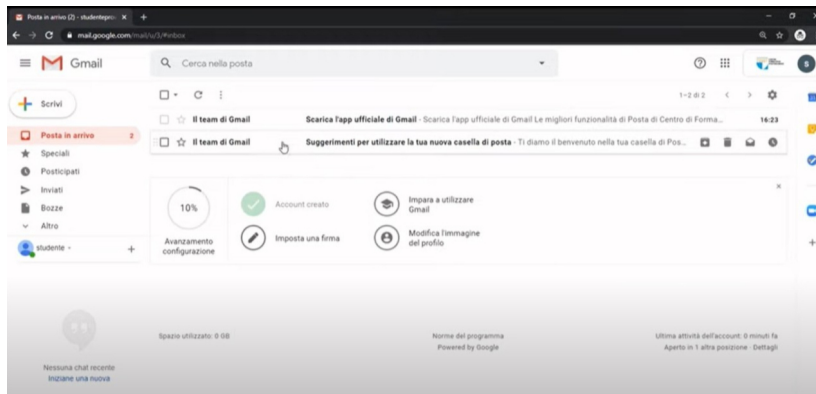 Posta in arrivo (2) - studentepro
mail.google.com/mail/u/3/#inbox
Gmail
Cerca nella posta
Scrivi
1–2 di 2
Posta in arrivo 2
Speciali
Posticipati
Inviati
Bozze
Altro
studente
Il team di Gmail Scarica l'app ufficiale di Gmail - Scarica l'app ufficiale di Gmail Le migliori funzionalità di Posta di Centro di Forma... 16:23
Il team di Gmail Suggerimenti per utilizzare la tua nuova casella di posta - Ti diamo il benvenuto nella tua casella di Pos...
10%
Avanzamento
configurazione
Account creato
Imposta una firma
Impara a utilizzare
Gmail
Modifica l'immagine
del profilo
Spazio utilizzato: 0 GB
Norme del programma
Powered by Google
Ultima attività dell'account: 0 minuti fa
Aperto in 1 altra posizione · Dettagli
Nessuna chat recente
Iniziane una nuova